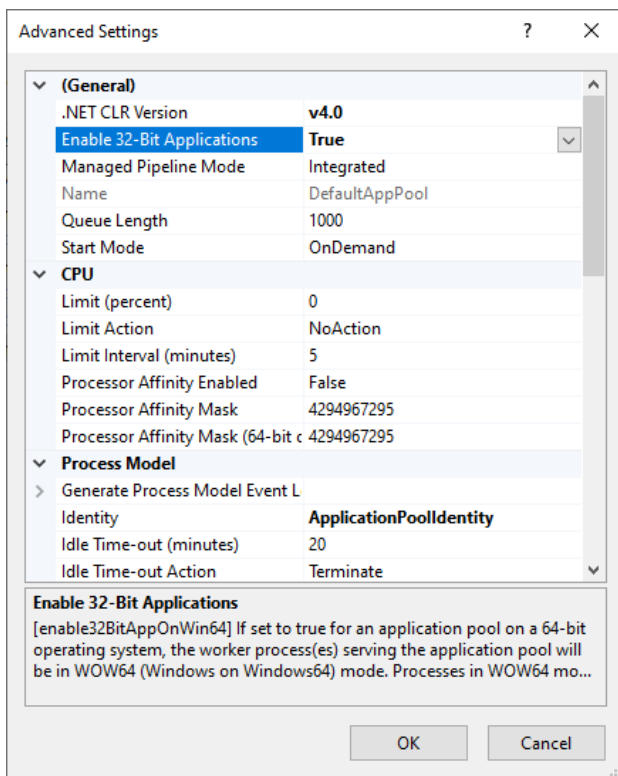 Advanced Settings ?
(General)
.NET CLR Version v4.0
Enable 32-Bit Applications True
Managed Pipeline Mode Integrated
Name DefaultAppPool
Queue Length 1000
Start Mode OnDemand
CPU
Limit (percent) 0
Limit Action NoAction
Limit Interval (minutes) 5
Processor Affinity Enabled False
Processor Affinity Mask 4294967295
Processor Affinity Mask (64-bit c 4294967295
Process Model
Generate Process Model Event L
Identity ApplicationPoolIdentity
Idle Time-out (minutes) 20
Idle Time-out Action Terminate
Enable 32-Bit Applications
[enable32BitAppOnWin64] If set to true for an application pool on a 64-bit
operating system, the worker process(es) serving the application pool will
be in WOW64 (Windows on Windows64) mode. Processes in WOW64 mo...
OK Cancel